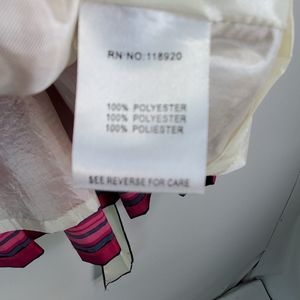 RN NO:118920
100% POLYESTER
100% POLYESTER
100% POLIESTER
SEE REVERSE FOR CARE